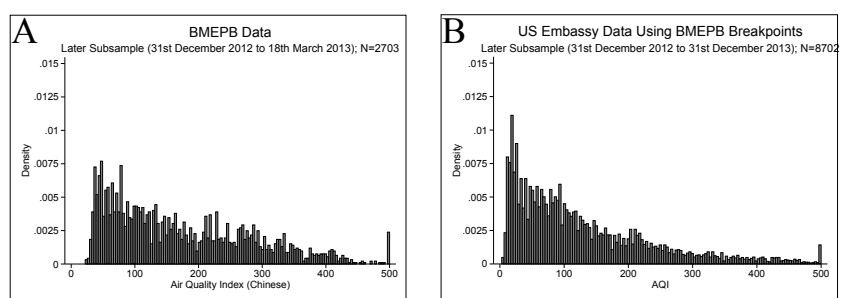 A
BMEPB Data
Later Subsample (31st December 2012 to 18th March 2013); N=2703
.015
.0125
.01
.0075
.005
.0025
0
Density
0 100 200 300 400 500
Air Quality Index (Chinese)
B
US Embassy Data Using BMEPB Breakpoints
Later Subsample (31st December 2012 to 31st December 2013); N=8702
.015
.0125
.01
.0075
.005
.0025
0
Density
0 100 200 300 400 500
AQI